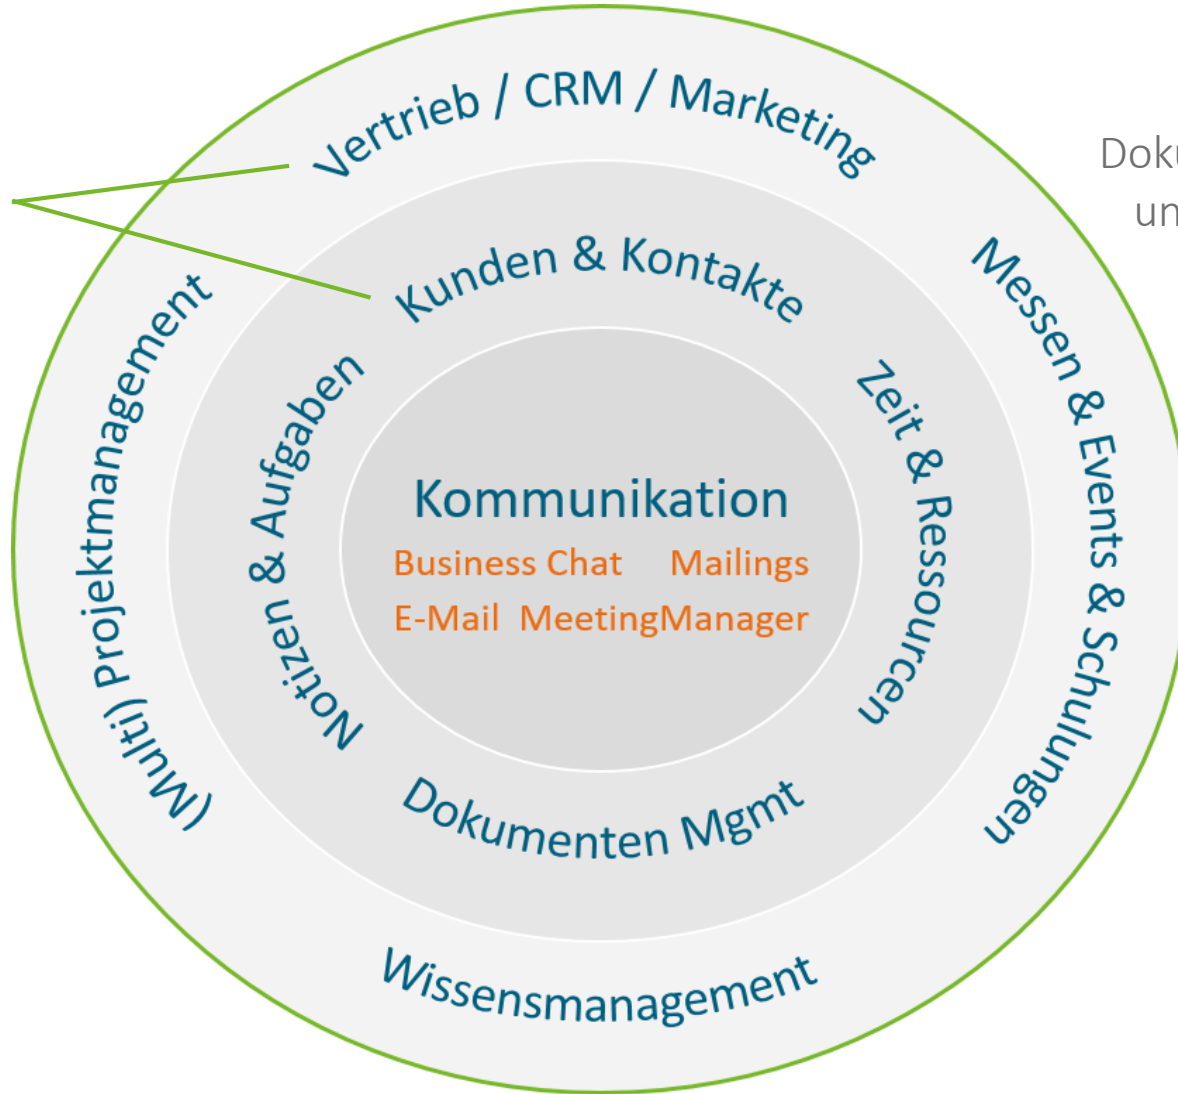 Vertrieb / CRM / Marketing
Messen & Events & Schulungen
Wissensmanagement
(Multi) Projektmanagement
Kunden & Kontakte
Zeit & Ressourcen
Dokumenten Mgmt
Notizen & Aufgaben
Kommunikation
Business Chat Mailings
E-Mail MeetingManager